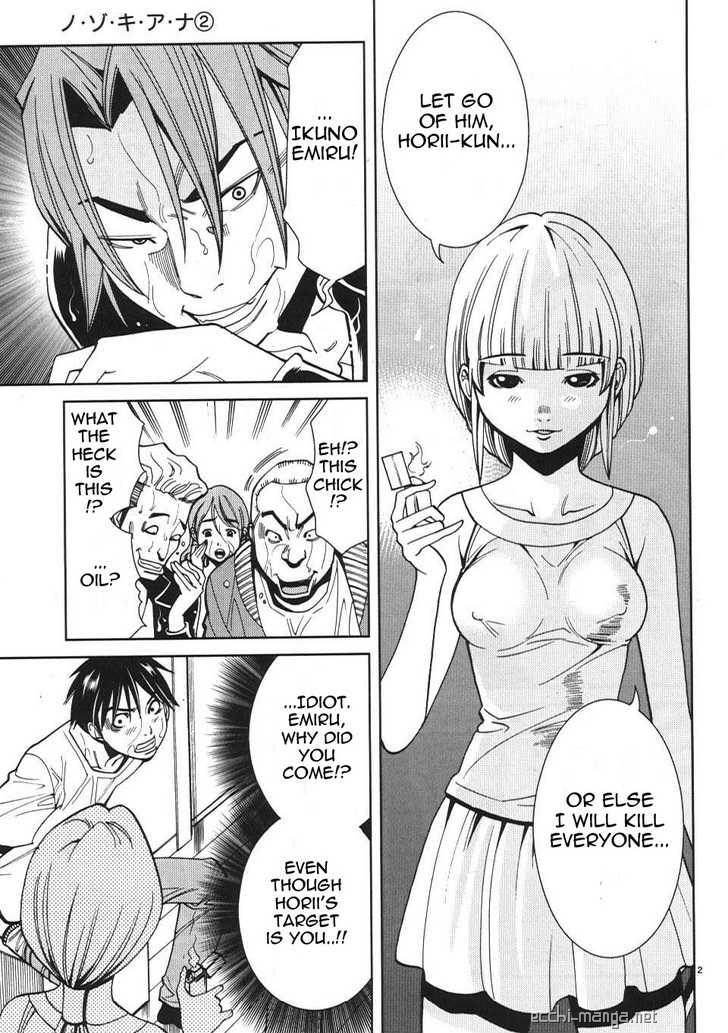 ノ・ゾ・キ・ア・ナ②
LET GO
OF HIM,
HORII-KUN...
OR ELSE
I WILL KILL
EVERYONE...
...
IKUNO
EMIRU!
EH!?
THIS
CHICK
!?
WHAT
THE
HECK
IS
THIS
!?
...
OIL?
...IDIOT.
EMIRU,
WHY DID
YOU
COME!?
EVEN
THOUGH
HORII'S
TARGET
IS YOU..!!
2
ecchi-manga.net